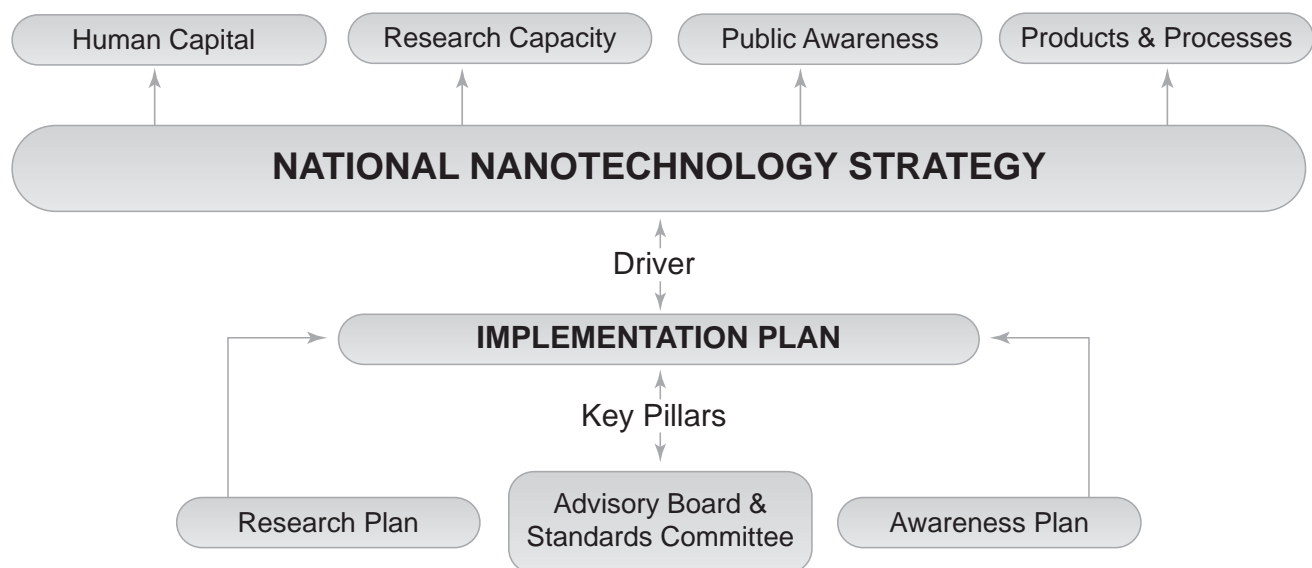 Human Capital
Research Capacity
Public Awareness
Products & Processes
NATIONAL NANOTECHNOLOGY STRATEGY
Driver
IMPLEMENTATION PLAN
Key Pillars
Research Plan
Advisory Board &
Standards Committee
Awareness Plan